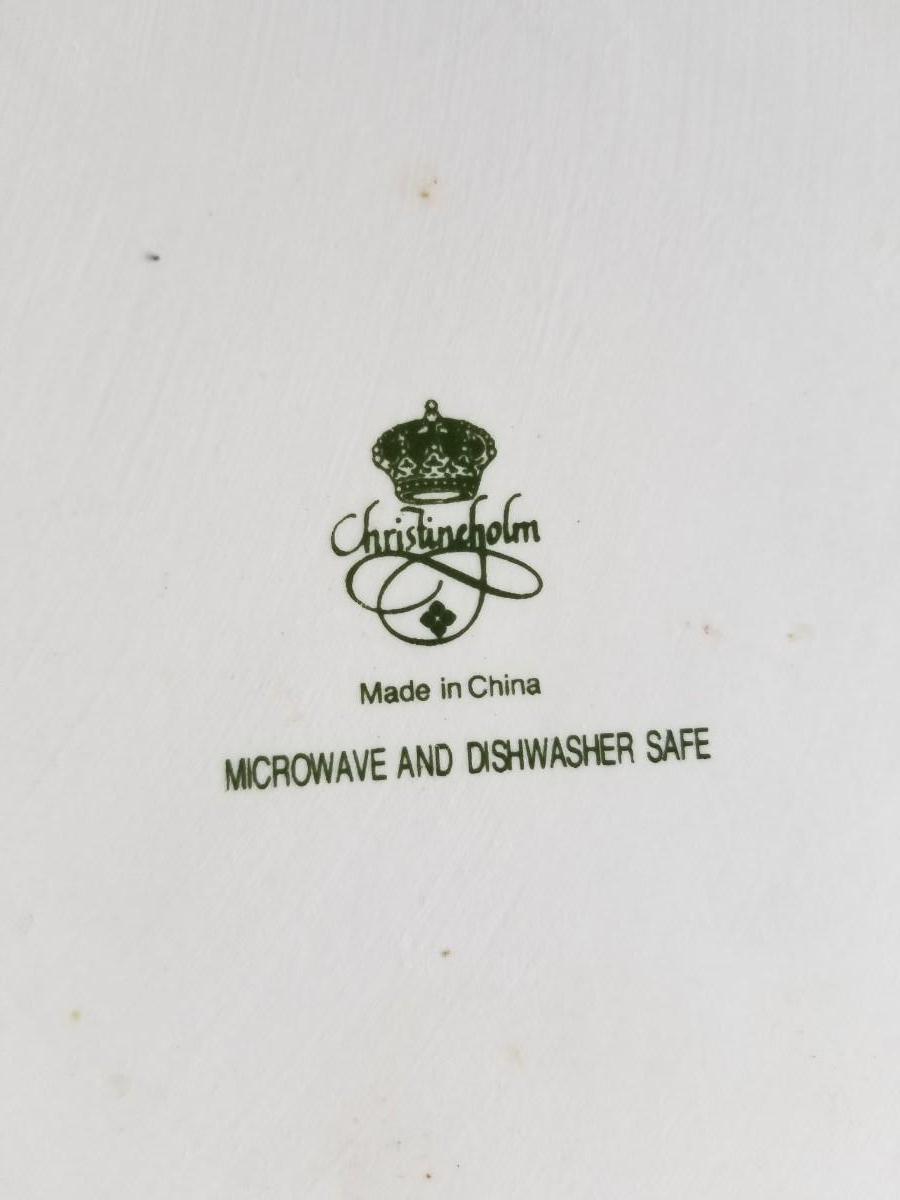 Christineholm
Made in China
MICROWAVE AND DISHWASHER SAFE